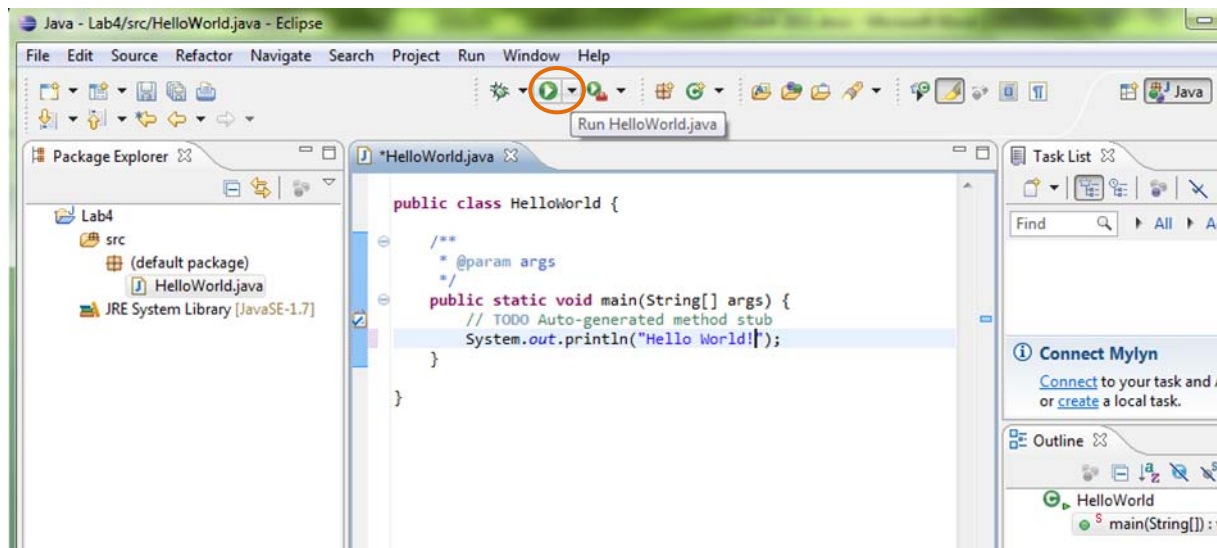 Java - Lab4/src/HelloWorld.java - Eclipse
File Edit Source Refactor Navigate Search Project Run Window Help
Java
Run HelloWorld.java
Package Explorer
Lab4
src
(default package)
HelloWorld.java
JRE System Library [JavaSE-1.7]
*HelloWorld.java
public class HelloWorld {
/**
* @param args
*/
public static void main(String[] args) {
// TODO Auto-generated method stub
System.out.println("Hello World!");
}
}
Task List
Find All
Connect Mylyn
Connect to your task and
or create a local task.
Outline
HelloWorld
main(String[]) :